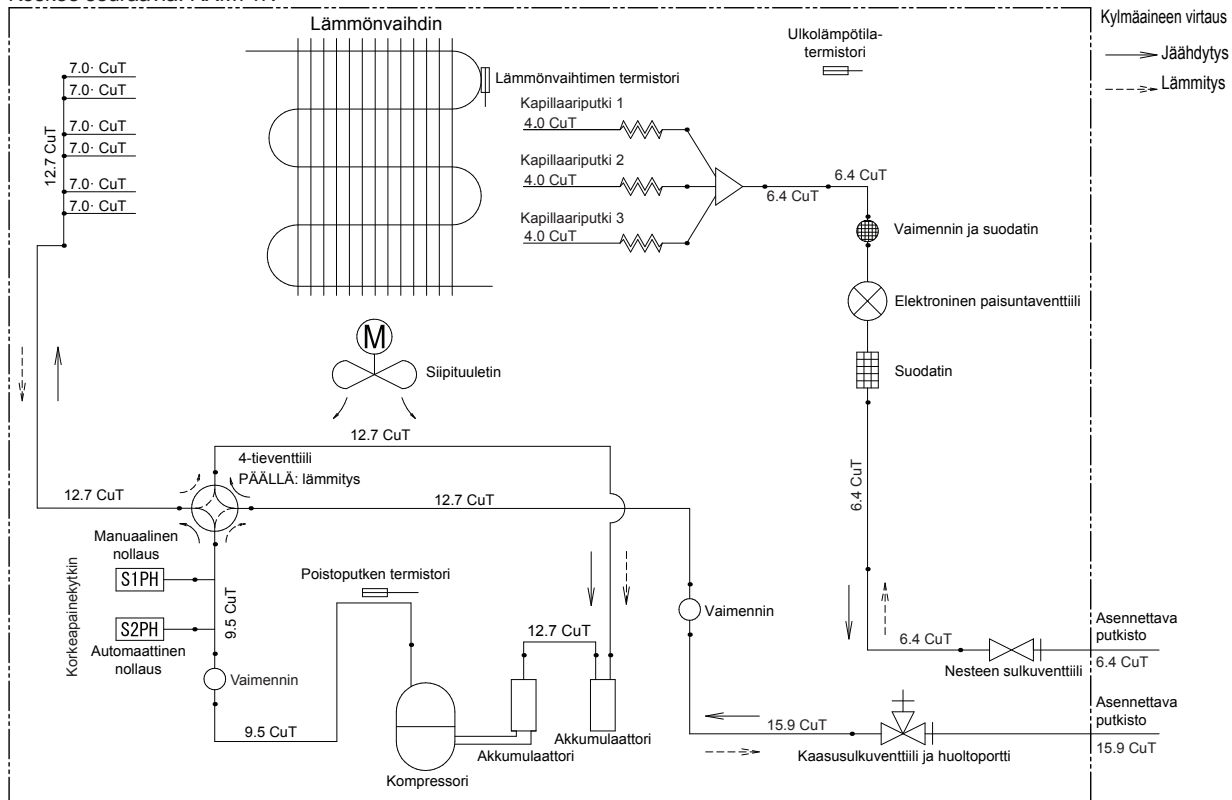 Lämmönvaihdin
Lämmönvaihtimen termistori
Ulkolämpötila-
termistori
Kylmäaineen virtaus
Jäähdytys
Lämmitys
7.0· CuT
7.0· CuT
7.0· CuT
7.0· CuT
7.0· CuT
7.0· CuT
12.7 CuT
Kapillaariputki 1
4.0 CuT
Kapillaariputki 2
4.0 CuT
Kapillaariputki 3
4.0 CuT
6.4 CuT
6.4 CuT
Vaimennin ja suodatin
Elektroninen paisuntaventtiili
Suodatin
M
Siipituuletin
12.7 CuT
4-tieventtiili
PÄÄLLÄ: lämmitys
12.7 CuT
12.7 CuT
6.4 CuT
Korkeapainekytkin
Manuaalinen
nollaus
S1PH
S2PH
Automaattinen
nollaus
9.5 CuT
Vaimennin
9.5 CuT
Poistoputken termistori
Kompressori
12.7 CuT
Akkumulaattori
Akkumulaattori
Vaimennin
6.4 CuT
Nesteen sulkuventtiili
Asennettava
putkisto
6.4 CuT
15.9 CuT
Kaasusulkuventtiili ja huoltoportti
Asennettava
putkisto
15.9 CuT